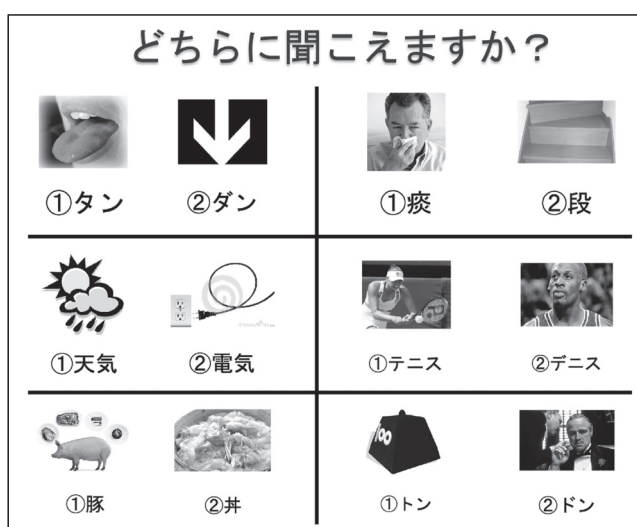 どちらに聞こえますか？
①タン ②ダン
①痰 ②段
①天気 ②電気
①テニス ②デニス
100
①豚 ②丼
①トン ②ドン